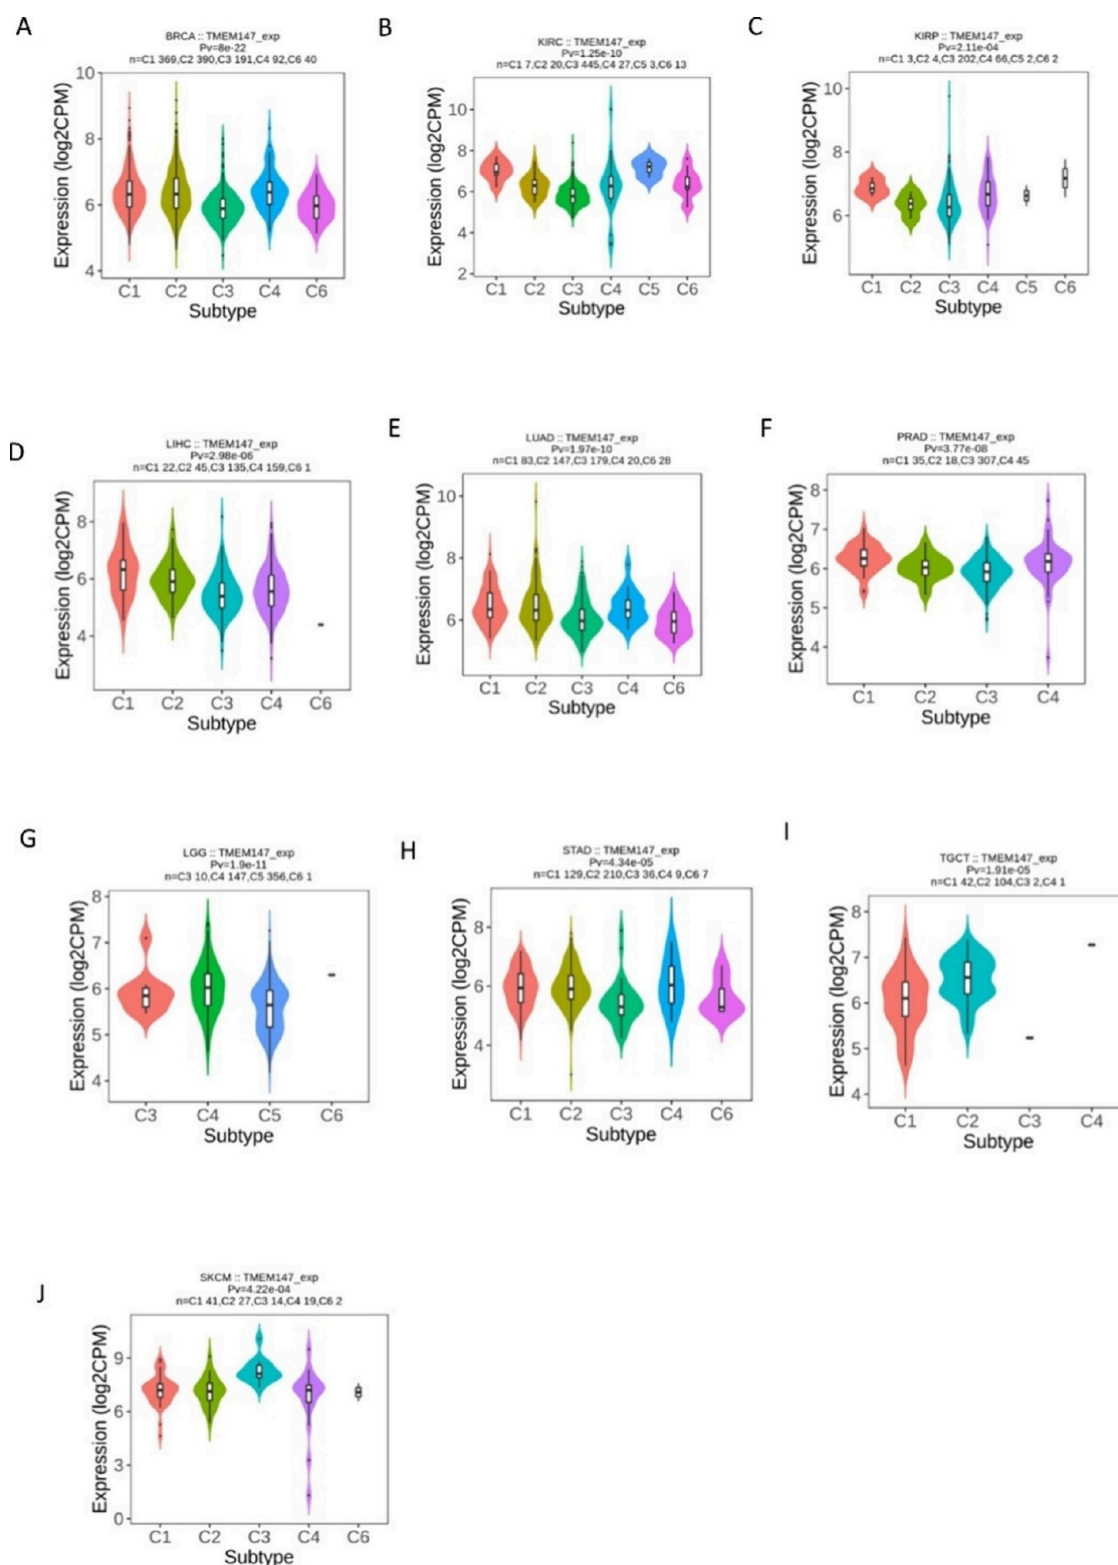 A
BRCA :: TMEM147_exp
Pv=8e-22
n=C1 369,C2 390,C3 191,C4 92,C6 40
Expression (log2CPM)
10
8
6
4
C1 C2 C3 C4 C6
Subtype
B
KIRC :: TMEM147_exp
Pv=1.25e-10
n=C1 7,C2 20,C3 445,C4 27,C5 3,C6 13
Expression (log2CPM)
10
8
6
4
2
C1 C2 C3 C4 C5 C6
Subtype
C
KIRP :: TMEM147_exp
Pv=2.11e-04
n=C1 3,C2 4,C3 202,C4 66,C5 2,C6 2
Expression (log2CPM)
10
8
6
C1 C2 C3 C4 C5 C6
Subtype
D
LIHC :: TMEM147_exp
Pv=2.98e-06
n=C1 22,C2 45,C3 135,C4 159,C6 1
Expression (log2CPM)
8
6
4
C1 C2 C3 C4 C6
Subtype
E
LUAD :: TMEM147_exp
Pv=1.97e-10
n=C1 83,C2 147,C3 179,C4 20,C6 28
Expression (log2CPM)
10
8
6
C1 C2 C3 C4 C6
Subtype
F
PRAD :: TMEM147_exp
Pv=3.77e-08
n=C1 35,C2 18,C3 307,C4 45
Expression (log2CPM)
8
7
6
5
4
C1 C2 C3 C4
Subtype
G
LGG :: TMEM147_exp
Pv=1.9e-11
n=C3 10,C4 147,C5 356,C6 1
Expression (log2CPM)
8
7
6
5
4
C3 C4 C5 C6
Subtype
H
STAD :: TMEM147_exp
Pv=4.34e-05
n=C1 129,C2 210,C3 36,C4 9,C6 7
Expression (log2CPM)
8
6
4
C1 C2 C3 C4 C6
Subtype
I
TGCT :: TMEM147_exp
Pv=1.91e-05
n=C1 42,C2 104,C3 2,C4 1
Expression (log2CPM)
8
7
6
5
4
C1 C2 C3 C4
Subtype
J
SKCM :: TMEM147_exp
Pv=4.22e-04
n=C1 41,C2 27,C3 14,C4 19,C6 2
Expression (log2CPM)
9
6
3
0
C1 C2 C3 C4 C6
Subtype